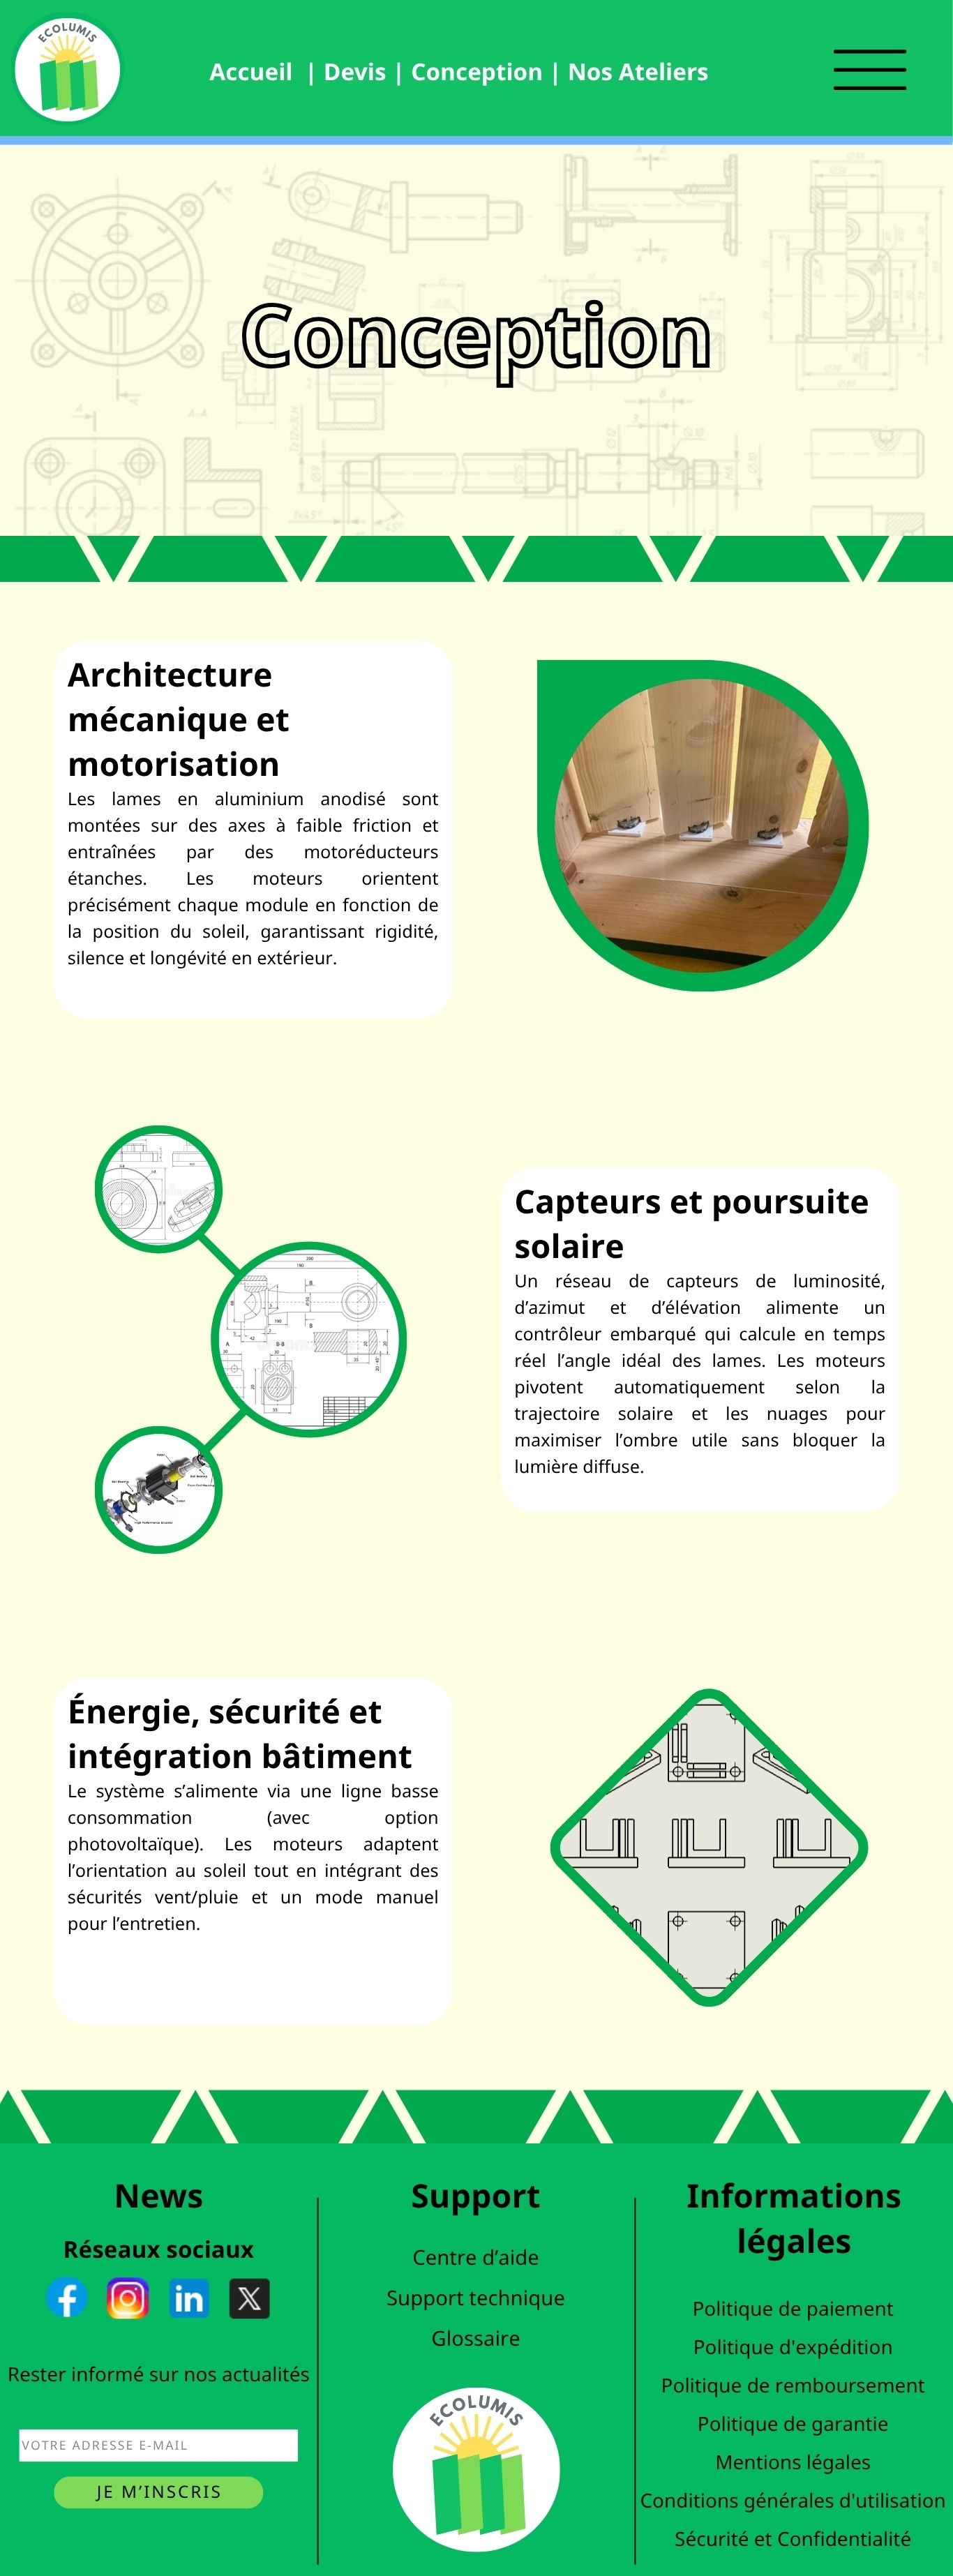 ECOLUMIS
Accueil | Devis | Conception | Nos Ateliers
Conception
Architecture
mécanique et
motorisation
Les lames en aluminium anodisé sont
montées sur des axes à faible friction et
entraînées par des motoréducteurs
étanches. Les moteurs orientent
précisément chaque module en fonction de
la position du soleil, garantissant rigidité,
silence et longévité en extérieur.
Capteurs et poursuite
solaire
Un réseau de capteurs de luminosité,
d’azimut et d’élévation alimente un
contrôleur embarqué qui calcule en temps
réel l’angle idéal des lames. Les moteurs
pivotent automatiquement selon la
trajectoire solaire et les nuages pour
maximiser l’ombre utile sans bloquer la
lumière diffuse.
Énergie, sécurité et
intégration bâtiment
Le système s’alimente via une ligne basse
consommation (avec option
photovoltaïque). Les moteurs adaptent
l’orientation au soleil tout en intégrant des
sécurités vent/pluie et un mode manuel
pour l’entretien.
News
Réseaux sociaux
Rester informé sur nos actualités
VOTRE ADRESSE E-MAIL
JE M’INSCRIS
Support
Centre d’aide
Support technique
Glossaire
ECOLUMIS
Informations
légales
Politique de paiement
Politique d'expédition
Politique de remboursement
Politique de garantie
Mentions légales
Conditions générales d'utilisation
Sécurité et Confidentialité